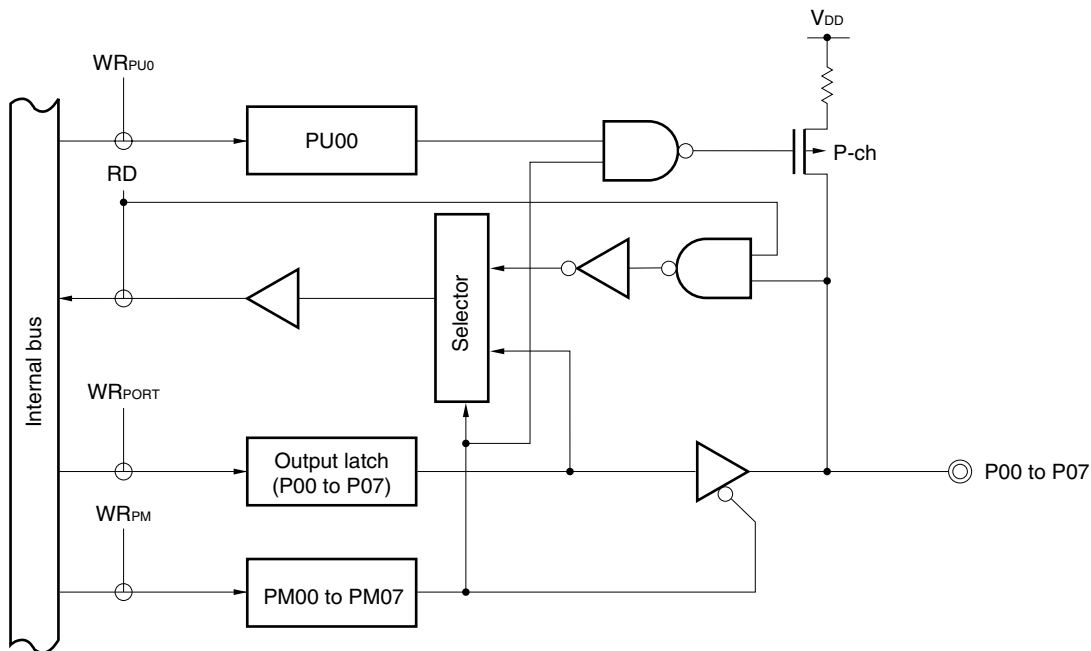 VDD
WRPU0
PU00
P-ch
RD
Selector
Internal bus
WRPORT
Output latch
(P00 to P07)
P00 to P07
WRPM
PM00 to PM07